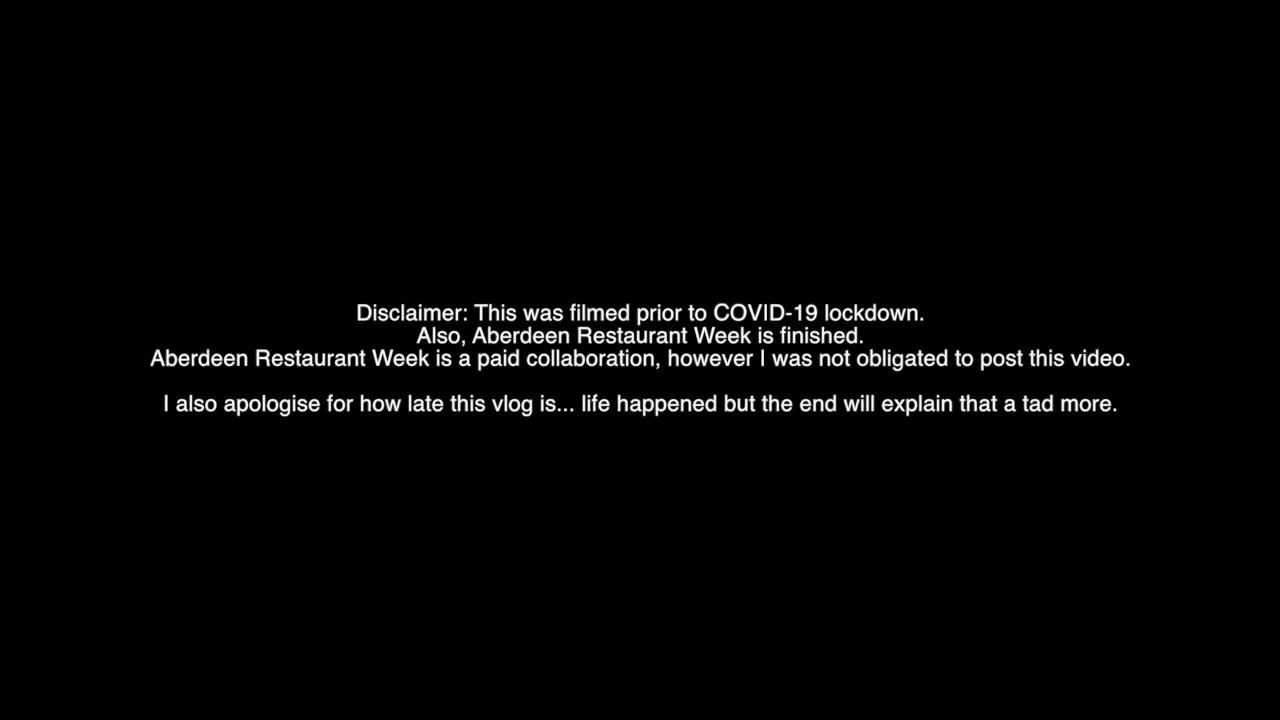 Disclaimer: This was filmed prior to COVID-19 lockdown.
Also, Aberdeen Restaurant Week is finished.
Aberdeen Restaurant Week is a paid collaboration, however I was not obligated to post this video.
I also apologise for how late this vlog is... life happened but the end will explain that a tad more.